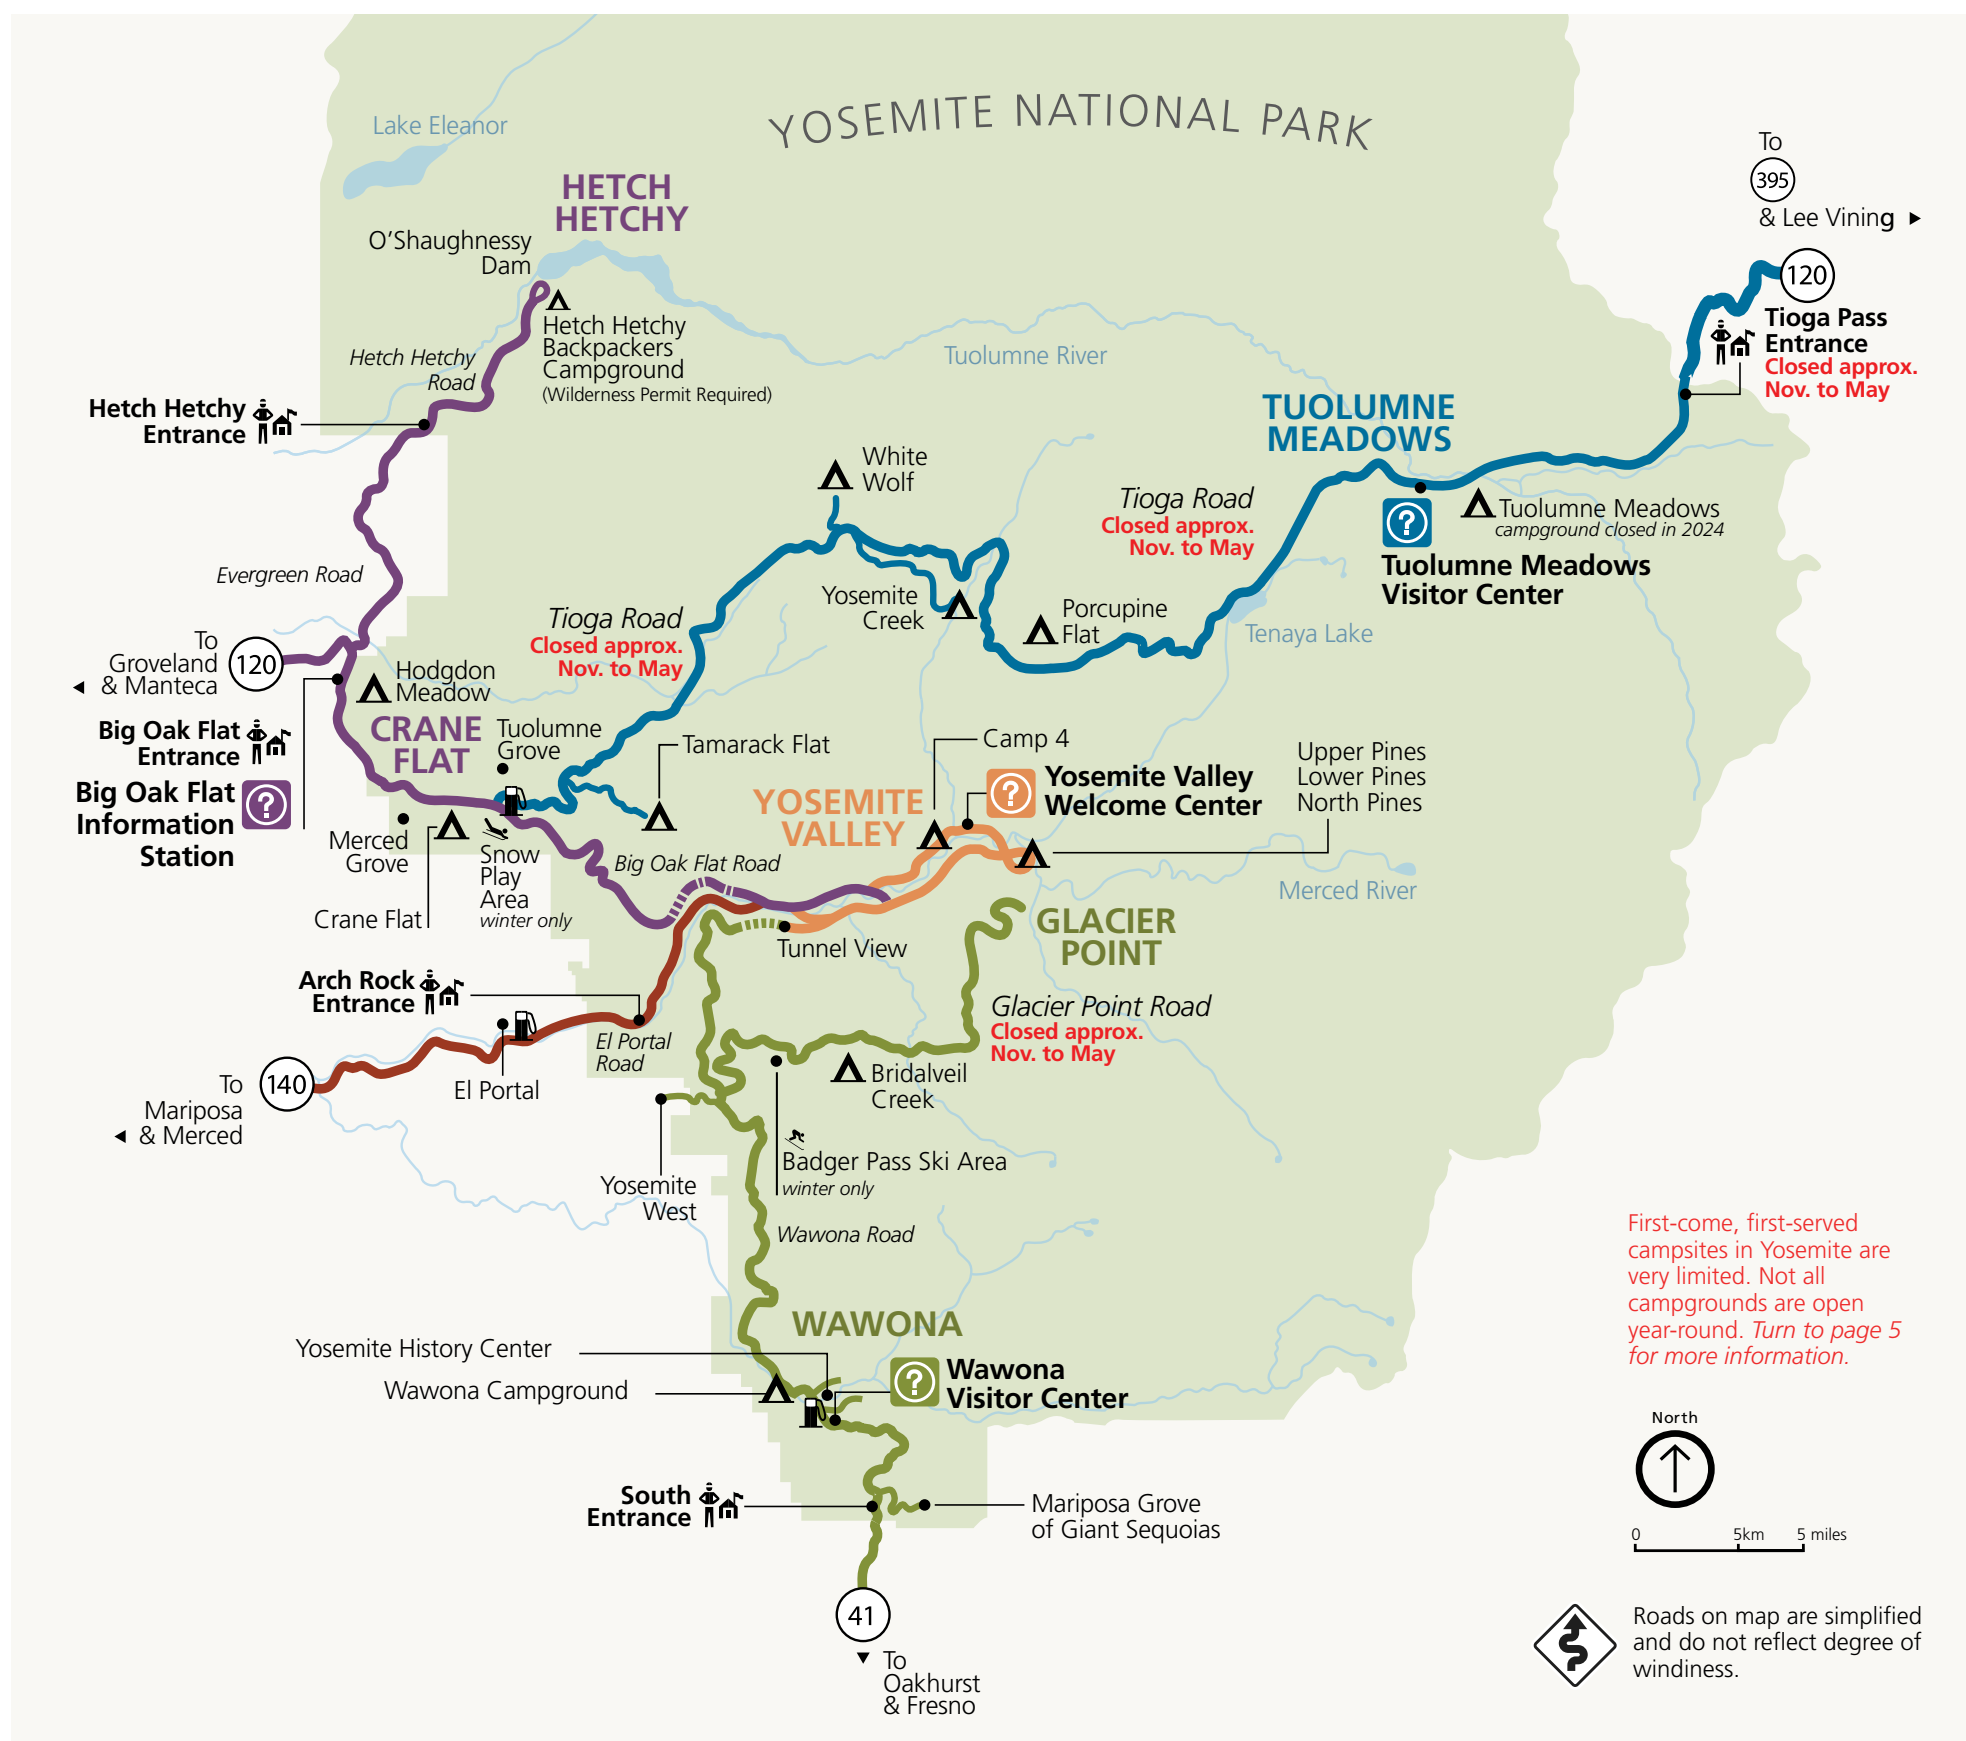 YOSEMITE NATIONAL PARK
Lake Eleanor
To
395
& Lee Vining
HETCH
HETCHY
O'Shaughnessy
Dam
120
Tioga Pass
Entrance
Closed approx.
Nov. to May
Hetch Hetchy
Backpackers
Campground
(Wilderness Permit Required)
Hetch Hetchy
Road
Tuolumne River
Hetch Hetchy
Entrance
TUOLUMNE
MEADOWS
White
Wolf
Tioga Road
Closed approx.
Nov. to May
Tuolumne Meadows
campground closed in 2024
?
Tuolumne Meadows
Visitor Center
Evergreen Road
Yosemite
Creek
Porcupine
Flat
Tenaya Lake
Tioga Road
Closed approx.
Nov. to May
To
Groveland
& Manteca
120
Hodgdon
Meadow
Big Oak Flat
Entrance
CRANE
FLAT
Tuolumne
Grove
Tamarack Flat
Camp 4
Upper Pines
Lower Pines
North Pines
Big Oak Flat
Information
Station
?
YOSEMITE
VALLEY
?
Yosemite Valley
Welcome Center
Merced
Grove
Snow
Play
Area
winter only
Big Oak Flat Road
Merced River
Crane Flat
Tunnel View
GLACIER
POINT
Arch Rock
Entrance
Glacier Point Road
Closed approx.
Nov. to May
El Portal
Road
To
Mariposa
& Merced
140
El Portal
Bridalveil
Creek
Badger Pass Ski Area
winter only
Yosemite
West
Wawona Road
First-come, first-served
campsites in Yosemite are
very limited. Not all
campgrounds are open
year-round. Turn to page 5
for more information.
WAWONA
Yosemite History Center
Wawona Campground
?
Wawona
Visitor Center
North
South
Entrance
Mariposa Grove
of Giant Sequoias
0 5km 5 miles
41
To
Oakhurst
& Fresno
Roads on map are simplified
and do not reflect degree of
windiness.